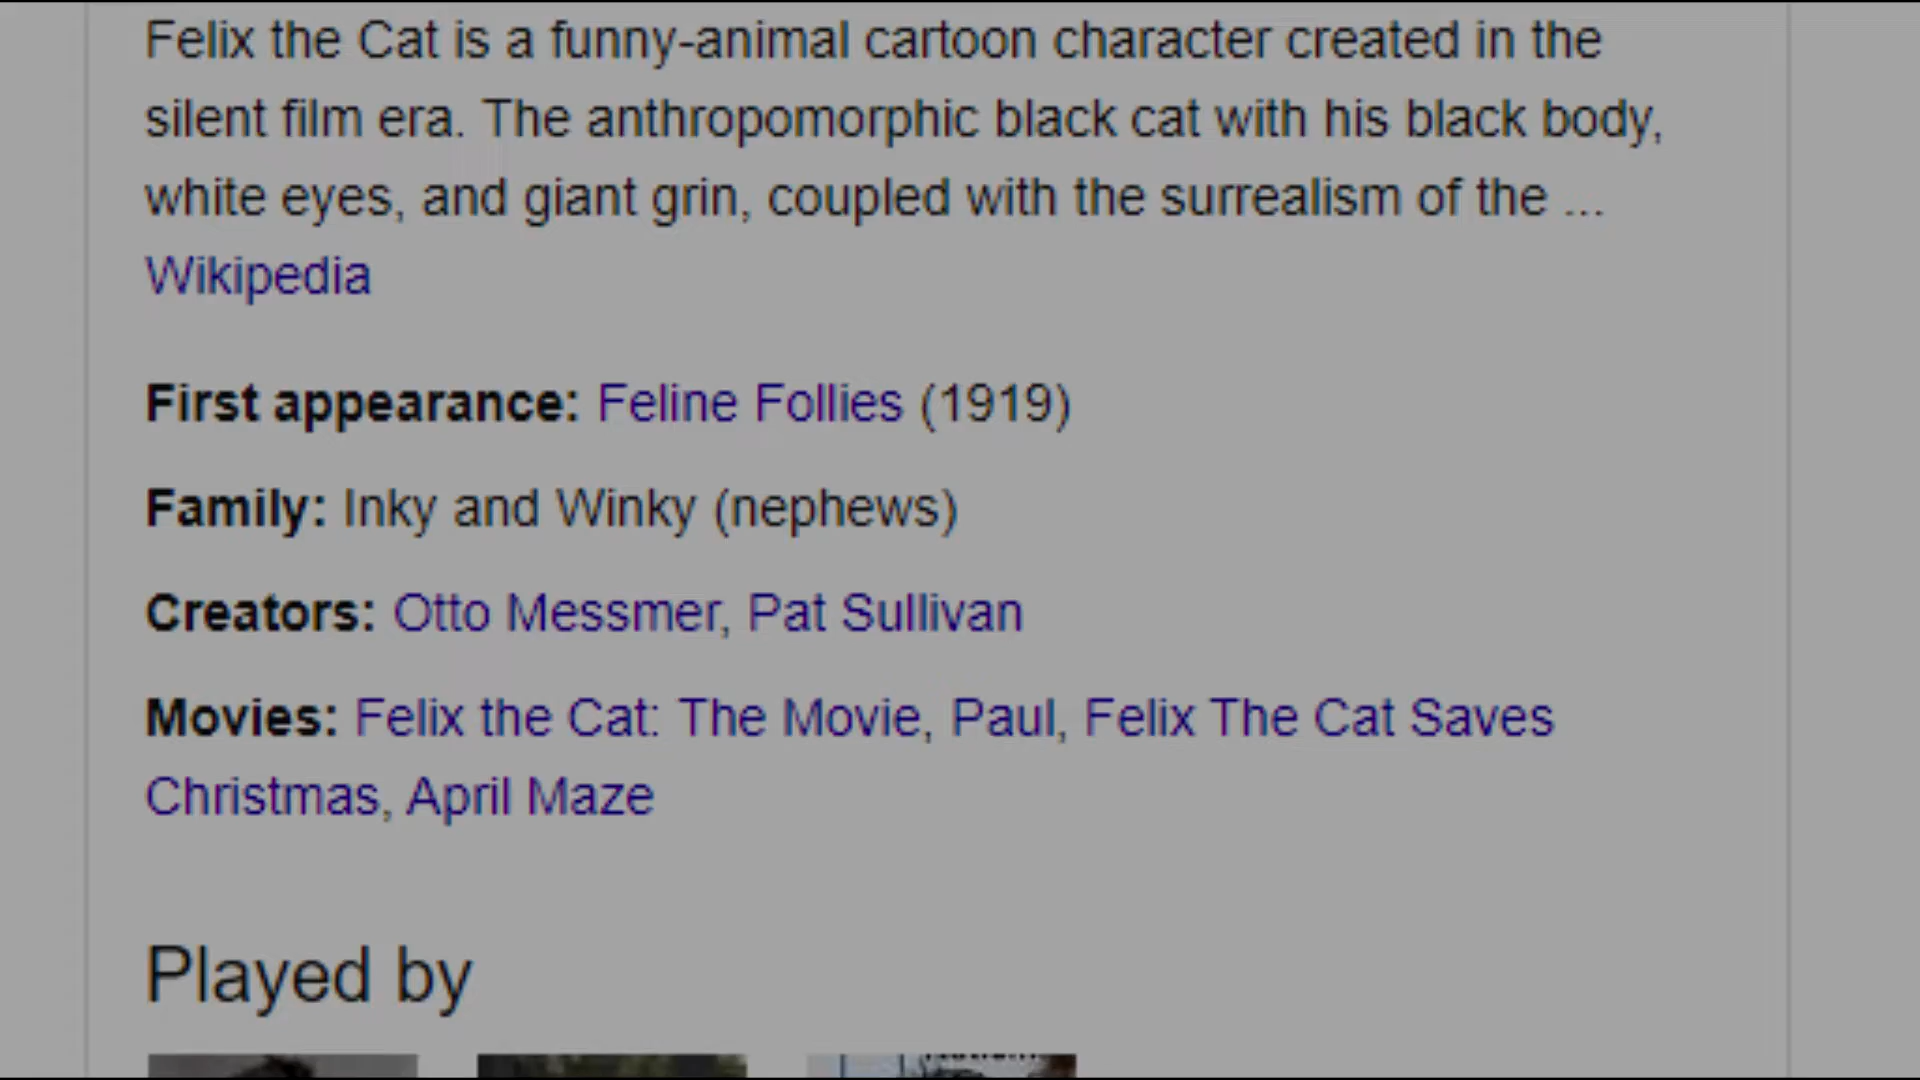 Felix the Cat is a funny-animal cartoon character created in the
silent film era. The anthropomorphic black cat with his black body,
white eyes, and giant grin, coupled with the surrealism of the ...
Wikipedia
First appearance: Feline Follies (1919)
Family: Inky and Winky (nephews)
Creators: Otto Messmer, Pat Sullivan
Movies: Felix the Cat: The Movie, Paul, Felix The Cat Saves
Christmas, April Maze
Played by